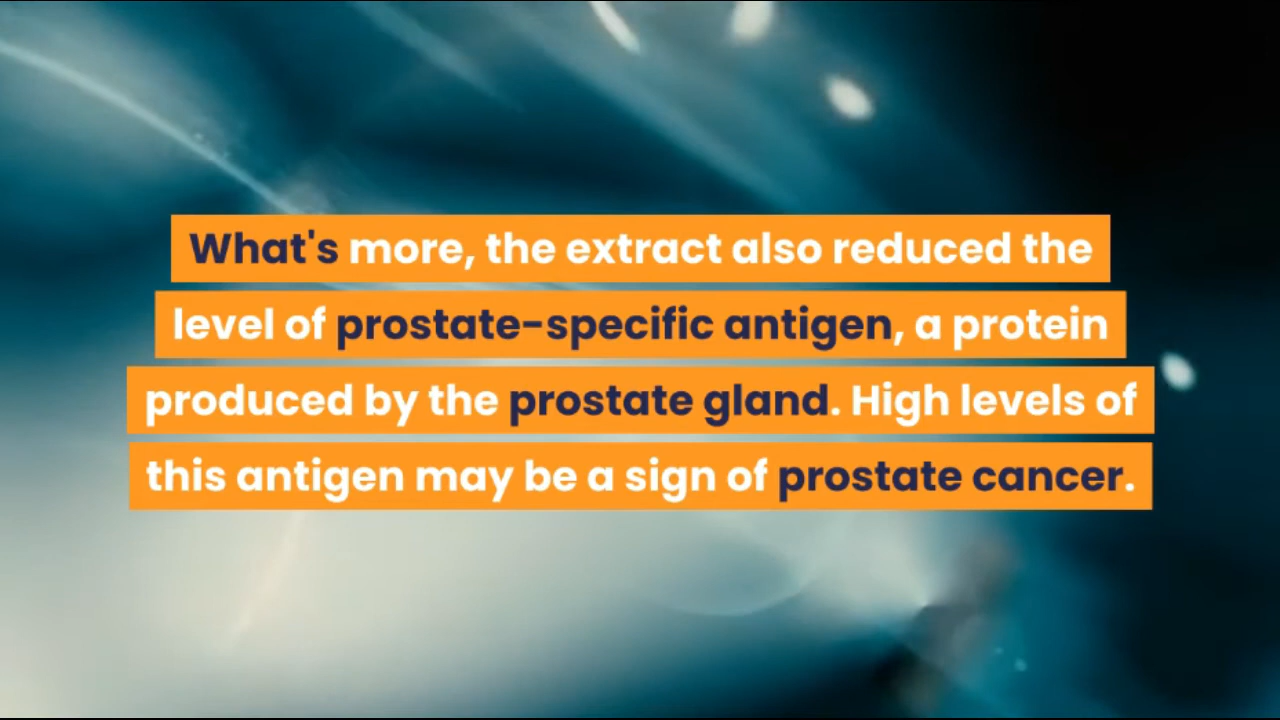 What's more, the extract also reduced the
level of prostate-specific antigen, a protein
produced by the prostate gland. High levels of
this antigen may be a sign of prostate cancer.